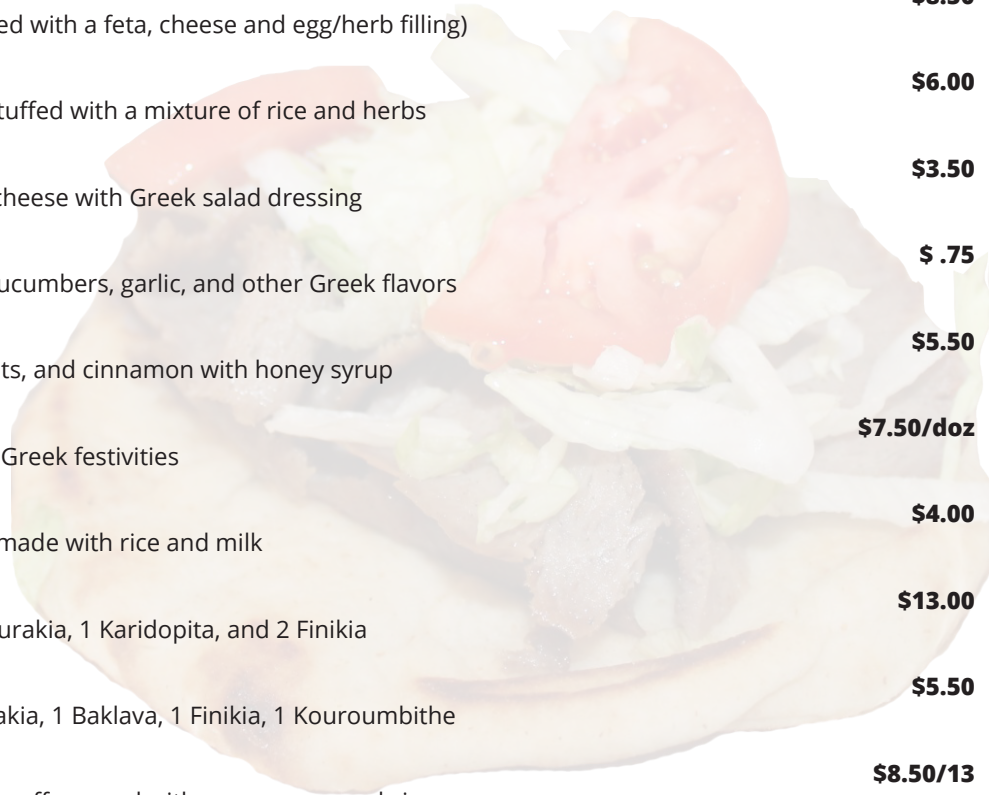 ed with a feta, cheese and egg/herb filling)
$6.00
tuffed with a mixture of rice and herbs
$3.50
cheese with Greek salad dressing
$ .75
ucumbers, garlic, and other Greek flavors
$5.50
ts, and cinnamon with honey syrup
$7.50/doz
Greek festivities
$4.00
made with rice and milk
$13.00
urakia, 1 Karidopita, and 2 Finikia
$5.50
akia, 1 Baklava, 1 Finikia, 1 Kouroumbithe
$8.50/13